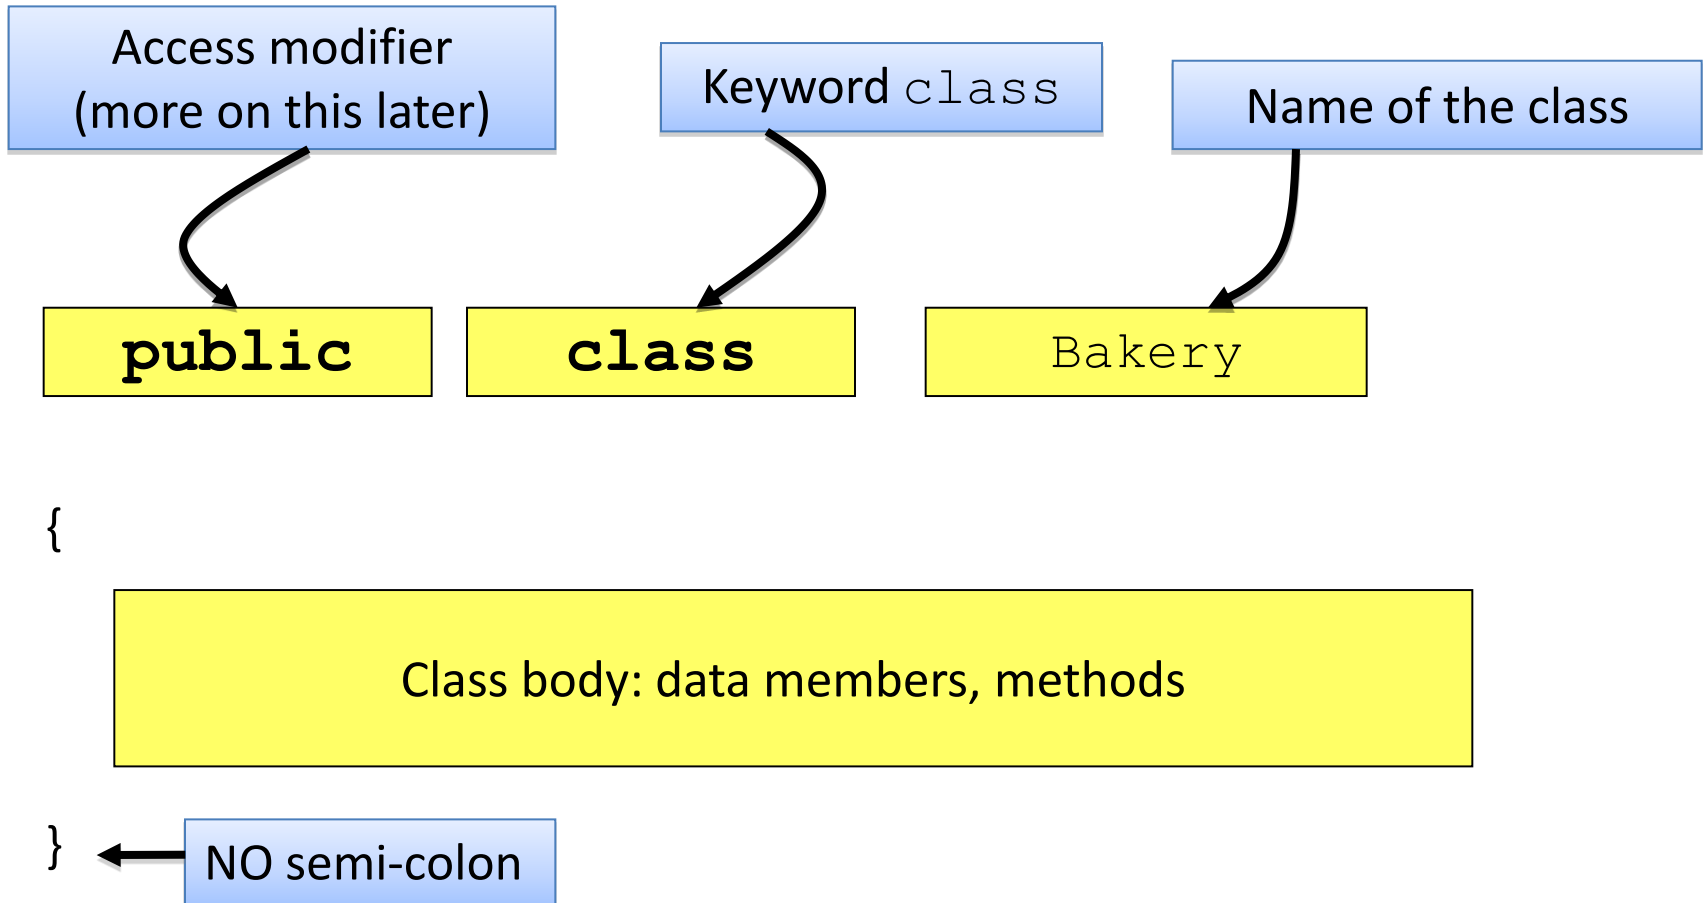 Access modifier
(more on this later)
Keyword class
Name of the class
public
class
Bakery
{
Class body: data members, methods
}
NO semi-colon